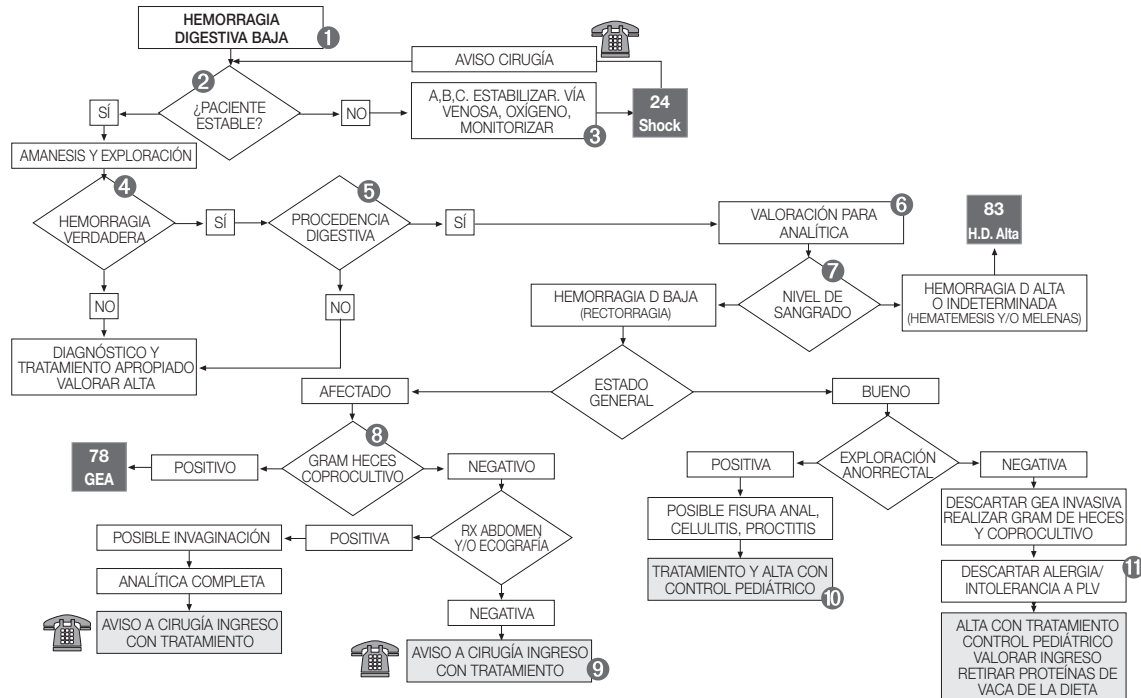 HEMORRAGIA
DIGESTIVA BAJA
1
AVISO CIRUGÍA
2
¿PACIENTE
ESTABLE?
SÍ
NO
A,B,C. ESTABILIZAR. VÍA
VENOSA, OXÍGENO,
MONITORIZAR
3
24
Shock
AMANESIS Y EXPLORACIÓN
4
HEMORRAGIA
VERDADERA
SÍ
5
PROCEDENCIA
DIGESTIVA
SÍ
6
VALORACIÓN PARA
ANALÍTICA
83
H.D. Alta
7
NIVEL DE
SANGRADO
HEMORRAGIA D BAJA
(RECTORRAGIA)
HEMORRAGIA D ALTA
O INDETERMINADA
(HEMATEMESIS Y/O MELENAS)
NO
NO
DIAGNÓSTICO Y
TRATAMIENTO APROPIADO
VALORAR ALTA
ESTADO
GENERAL
AFECTADO
BUENO
8
GRAM HECES
COPROCULTIVO
78
GEA
POSITIVO
NEGATIVO
EXPLORACIÓN
ANORRECTAL
POSITIVA
NEGATIVA
RX ABDOMEN
Y/O ECOGRAFÍA
POSITIVA
POSIBLE INVAGINACIÓN
ANALÍTICA COMPLETA
AVISO A CIRUGÍA INGRESO
CON TRATAMIENTO
NEGATIVA
AVISO A CIRUGÍA INGRESO
CON TRATAMIENTO
9
POSIBLE FISURA ANAL,
CELULITIS, PROCTITIS
TRATAMIENTO Y ALTA CON
CONTROL PEDIÁTRICO
10
DESCARTAR GEA INVASIVA
REALIZAR GRAM DE HECES
Y COPROCULTIVO
DESCARTAR ALERGIA/
INTOLERANCIA A PLV
11
ALTA CON TRATAMIENTO
CONTROL PEDIÁTRICO
VALORAR INGRESO
RETIRAR PROTEÍNAS DE
VACA DE LA DIETA